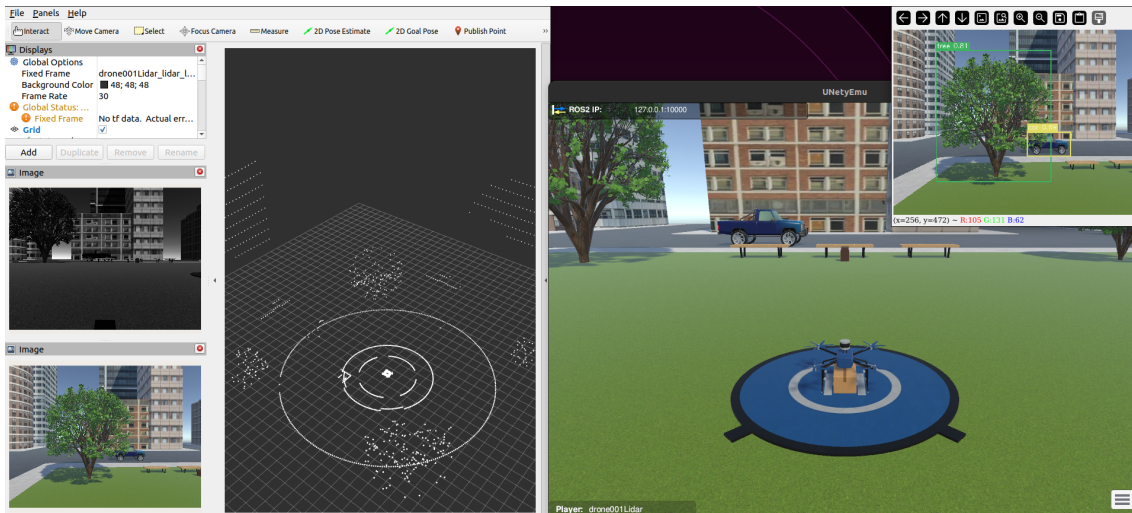 File Panels Help
Interact Move Camera Select Focus Camera Measure 2D Pose Estimate 2D Goal Pose Publish Point »
Displays
Global Options
Fixed Frame drone001Lidar_lidar_l...
Background Color 48; 48; 48
Frame Rate 30
Global Status: ...
Fixed Frame No tf data. Actual err...
Grid
Add Duplicate Remove Rename
Image
Image
UNetyEmu
ROS2 IP: 127.0.0.1:10000
Player: drone001Lidar
tree 0.81
(x=256, y=472) ~ R:105 G:131 B:62